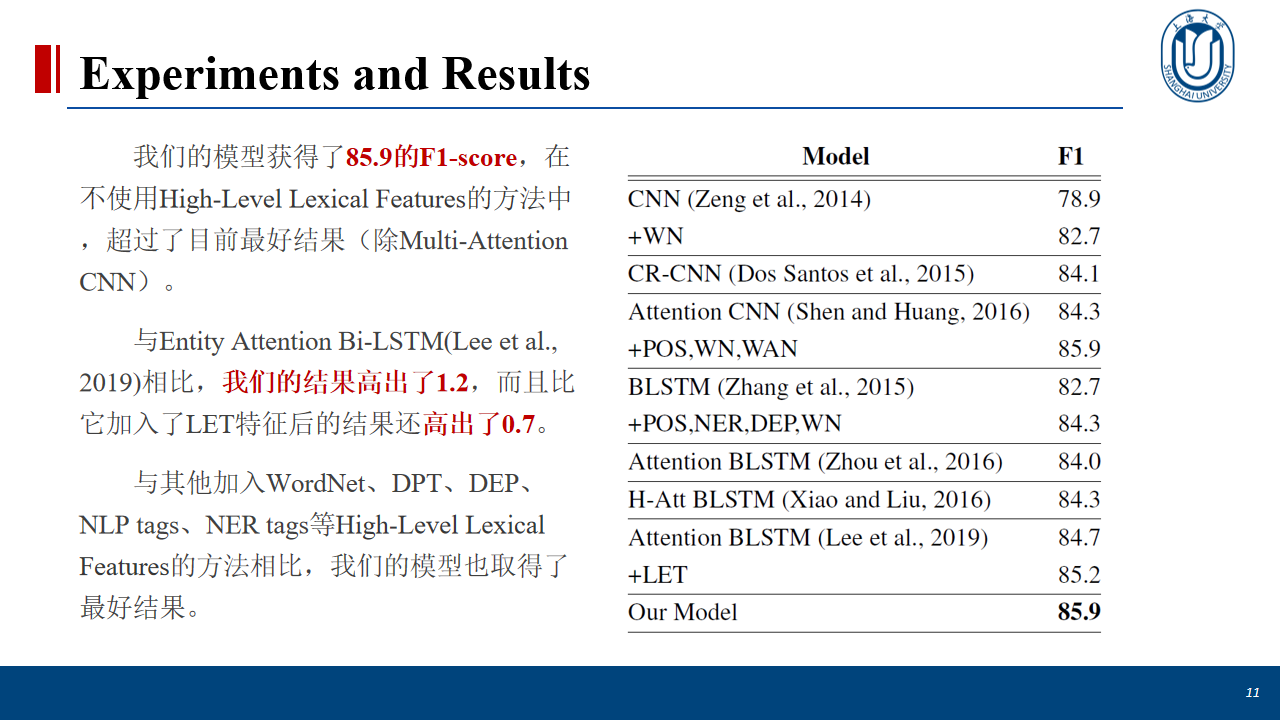 Experiments and Results
上海大学
SHANGHAI UNIVERSITY
我们的模型获得了85.9的F1-score，在
不使用High-Level Lexical Features的方法中
，超过了目前最好结果（除Multi-Attention
CNN）。
与Entity Attention Bi-LSTM(Lee et al.,
2019)相比，我们的结果高出了1.2，而且比
它加入了LET特征后的结果还高出了0.7。
与其他加入WordNet、DPT、DEP、
NLP tags、NER tags等High-Level Lexical
Features的方法相比，我们的模型也取得了
最好结果。
Model F1
CNN (Zeng et al., 2014) 78.9
+WN 82.7
CR-CNN (Dos Santos et al., 2015) 84.1
Attention CNN (Shen and Huang, 2016) 84.3
+POS,WN,WAN 85.9
BLSTM (Zhang et al., 2015) 82.7
+POS,NER,DEP,WN 84.3
Attention BLSTM (Zhou et al., 2016) 84.0
H-Att BLSTM (Xiao and Liu, 2016) 84.3
Attention BLSTM (Lee et al., 2019) 84.7
+LET 85.2
Our Model 85.9
11